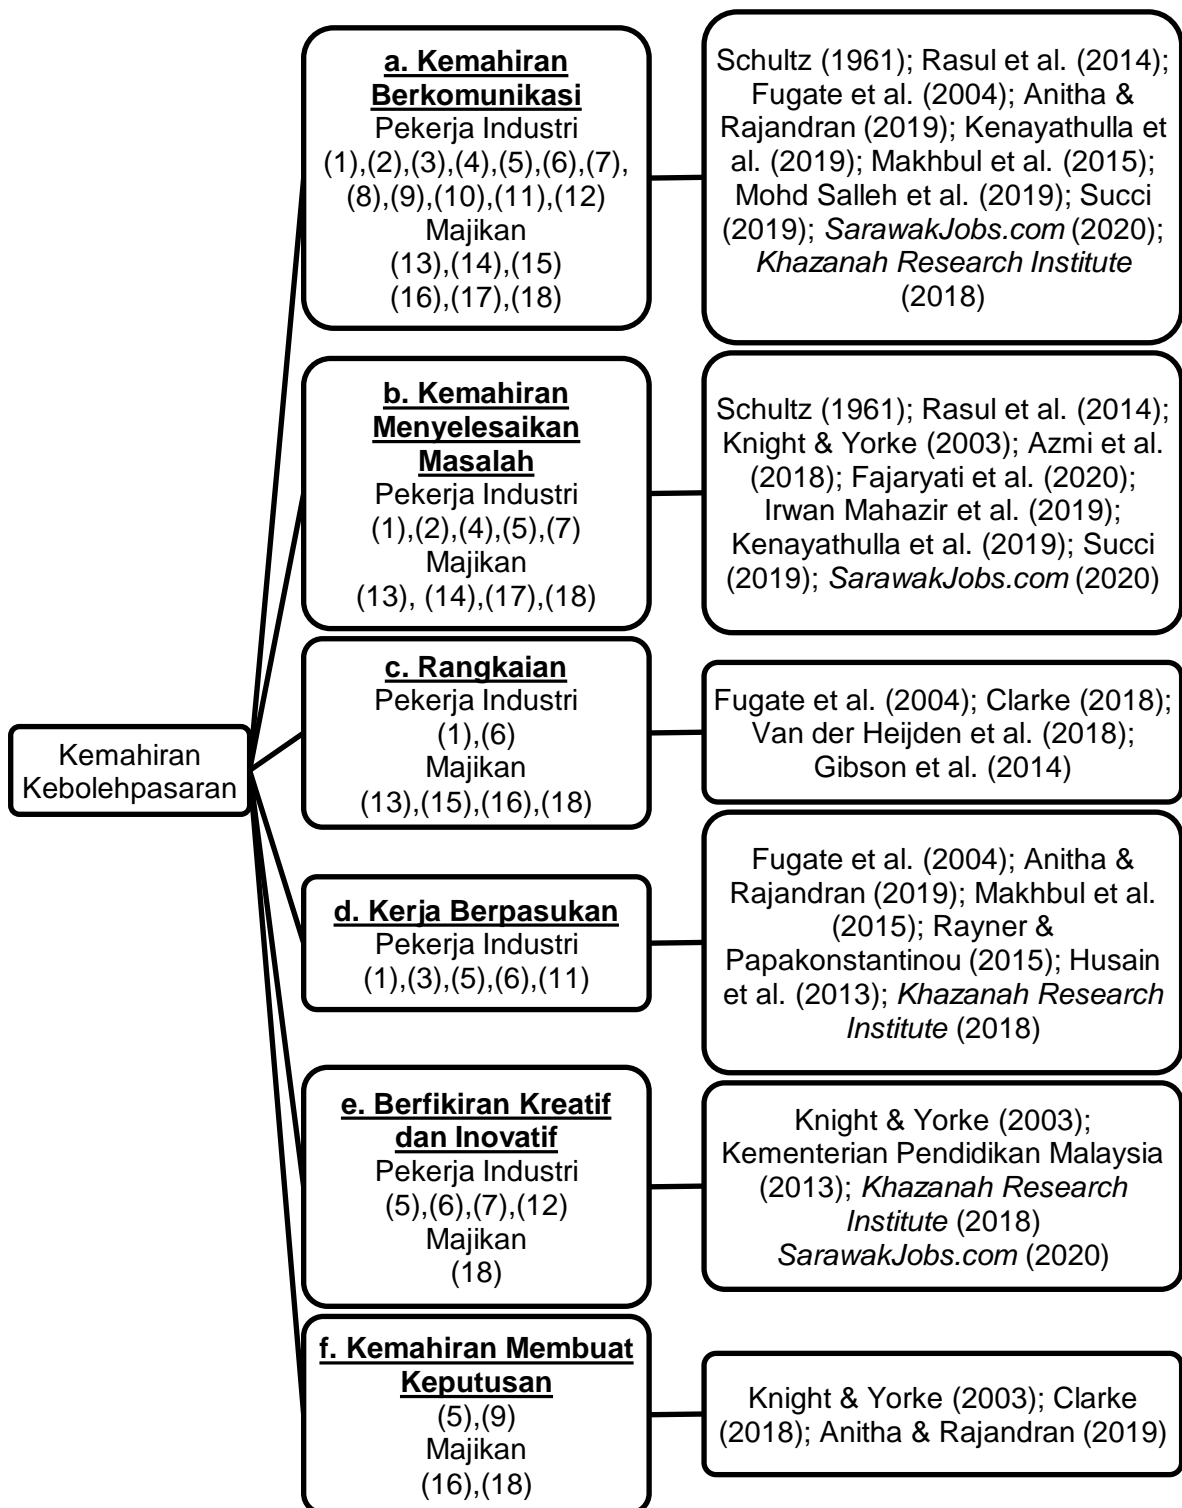 Kemahiran
Kebolehpasaran
a. Kemahiran
Berkomunikasi
Pekerja Industri
(1),(2),(3),(4),(5),(6),(7),
(8),(9),(10),(11),(12)
Majikan
(13),(14),(15)
(16),(17),(18)
Schultz (1961); Rasul et al. (2014);
Fugate et al. (2004); Anitha &
Rajandran (2019); Kenayathulla et
al. (2019); Makhbul et al. (2015);
Mohd Salleh et al. (2019); Succi
(2019); SarawakJobs.com (2020);
Khazanah Research Institute
(2018)
b. Kemahiran
Menyelesaikan
Masalah
Pekerja Industri
(1),(2),(4),(5),(7)
Majikan
(13), (14),(17),(18)
Schultz (1961); Rasul et al. (2014);
Knight & Yorke (2003); Azmi et al.
(2018); Fajaryati et al. (2020);
Irwan Mahazir et al. (2019);
Kenayathulla et al. (2019); Succi
(2019); SarawakJobs.com (2020)
c. Rangkaian
Pekerja Industri
(1),(6)
Majikan
(13),(15),(16),(18)
Fugate et al. (2004); Clarke (2018);
Van der Heijden et al. (2018);
Gibson et al. (2014)
d. Kerja Berpasukan
Pekerja Industri
(1),(3),(5),(6),(11)
Fugate et al. (2004); Anitha &
Rajandran (2019); Makhbul et al.
(2015); Rayner &
Papakonstantinou (2015); Husain
et al. (2013); Khazanah Research
Institute (2018)
e. Berfikiran Kreatif
dan Inovatif
Pekerja Industri
(5),(6),(7),(12)
Majikan
(18)
Knight & Yorke (2003);
Kementerian Pendidikan Malaysia
(2013); Khazanah Research
Institute (2018)
SarawakJobs.com (2020)
f. Kemahiran Membuat
Keputusan
(5),(9)
Majikan
(16),(18)
Knight & Yorke (2003); Clarke
(2018); Anitha & Rajandran (2019)